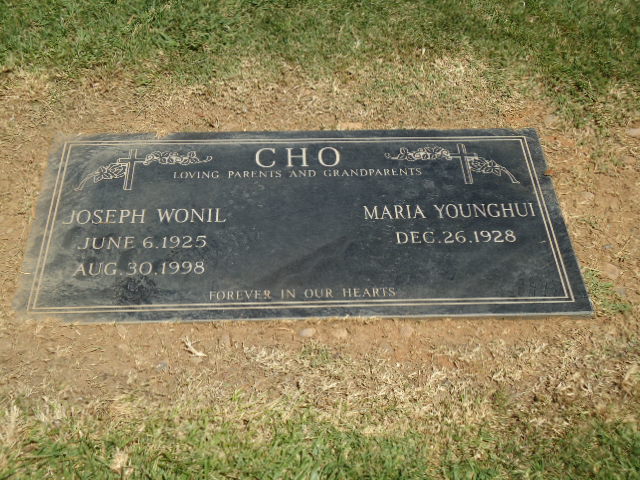 CHO
LOVING PARENTS AND GRANDPARENTS
JOSEPH WONIL
JUNE 6.1925
AUG.30.1998
MARIA YOUNGHUI
DEC.26.1928
FOREVER IN OUR HEARTS